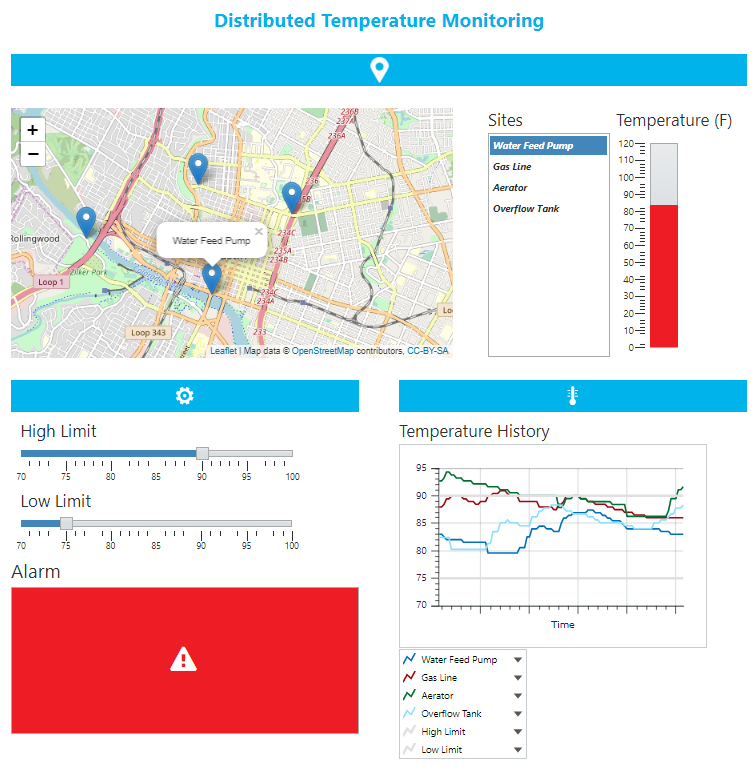 Distributed Temperature Monitoring
+
−
236B
236A
236
234C
235A
234B
234C
234A
233
Rollingwood
Zilker Park
Loop 1
Loop 343
Water Feed Pump
×
Leaflet | Map data © OpenStreetMap contributors, CC-BY-SA
Sites
Water Feed Pump
Gas Line
Aerator
Overflow Tank
Temperature (F)
120
110
100
90
80
70
60
50
40
30
20
10
0
High Limit
70 75 80 85 90 95 100
Low Limit
70 75 80 85 90 95 100
Alarm
Temperature History
95
90
85
80
75
70
Time
Water Feed Pump
Gas Line
Aerator
Overflow Tank
High Limit
Low Limit